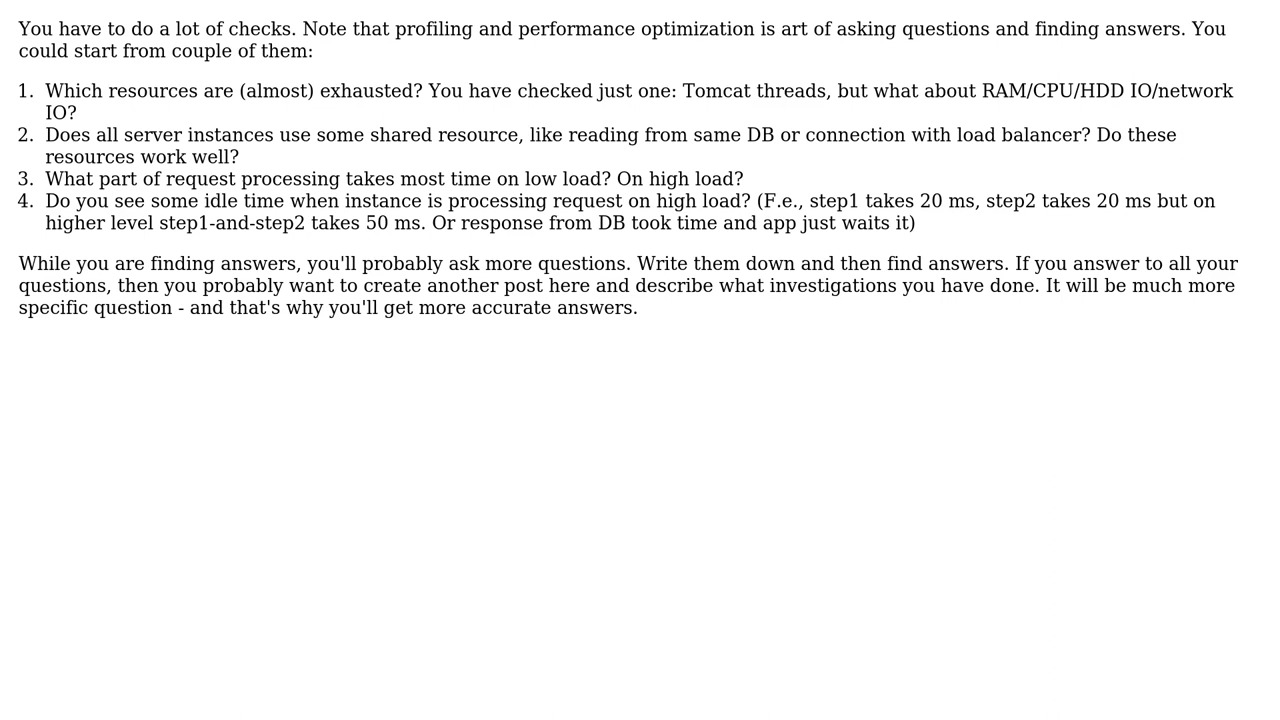 You have to do a lot of checks. Note that profiling and performance optimization is art of asking questions and finding answers. You
could start from couple of them:
1. Which resources are (almost) exhausted? You have checked just one: Tomcat threads, but what about RAM/CPU/HDD IO/network
IO?
2. Does all server instances use some shared resource, like reading from same DB or connection with load balancer? Do these
resources work well?
3. What part of request processing takes most time on low load? On high load?
4. Do you see some idle time when instance is processing request on high load? (F.e., step1 takes 20 ms, step2 takes 20 ms but on
higher level step1-and-step2 takes 50 ms. Or response from DB took time and app just waits it)
While you are finding answers, you'll probably ask more questions. Write them down and then find answers. If you answer to all your
questions, then you probably want to create another post here and describe what investigations you have done. It will be much more
specific question - and that's why you'll get more accurate answers.